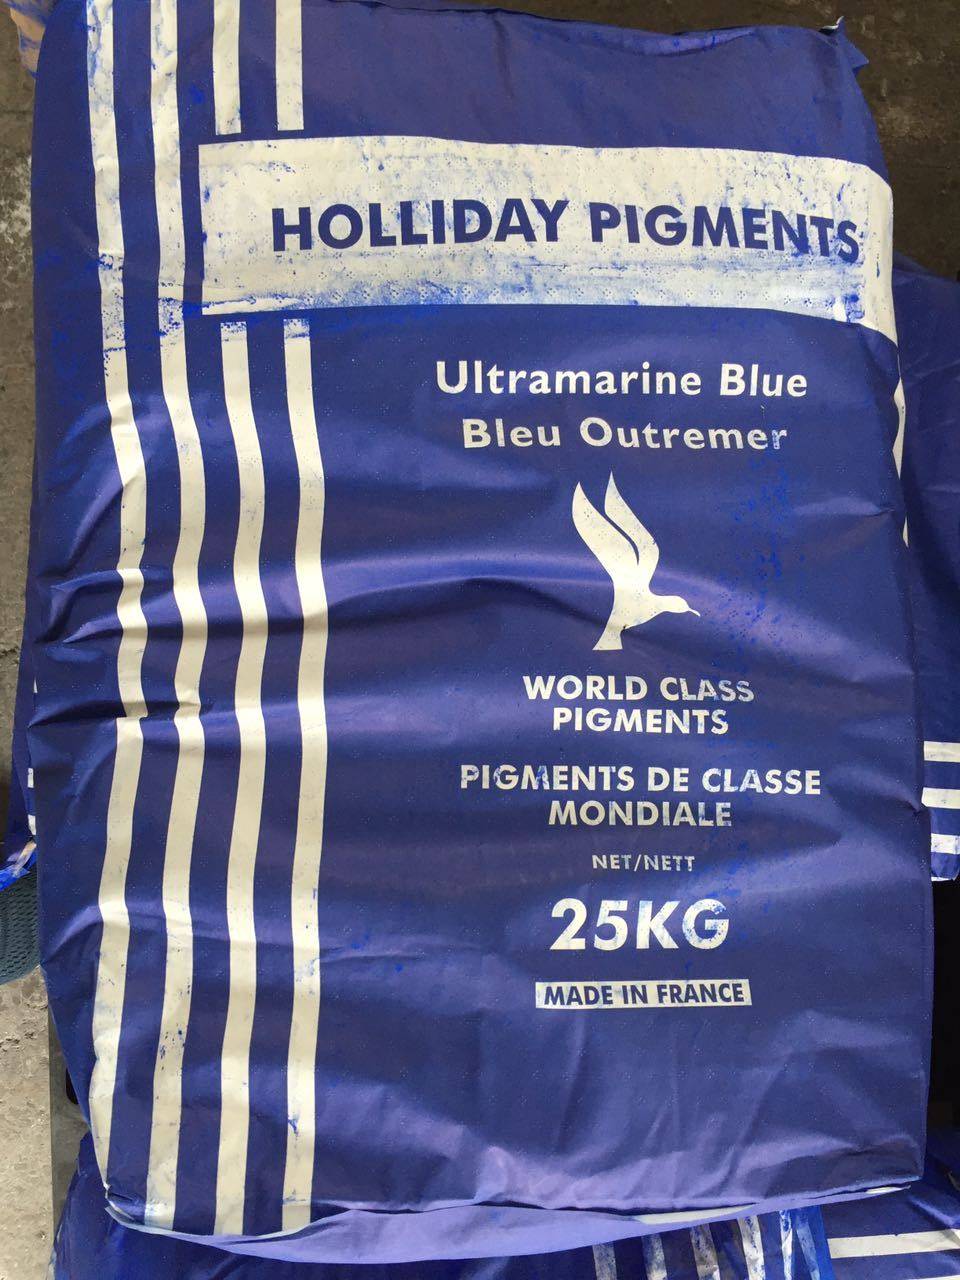 HOLLIDAY PIGMENTS
Ultramarine Blue
Bleu Outremer
WORLD CLASS
PIGMENTS
PIGMENTS DE CLASSE
MONDIALE
NET/NETT
25KG
MADE IN FRANCE